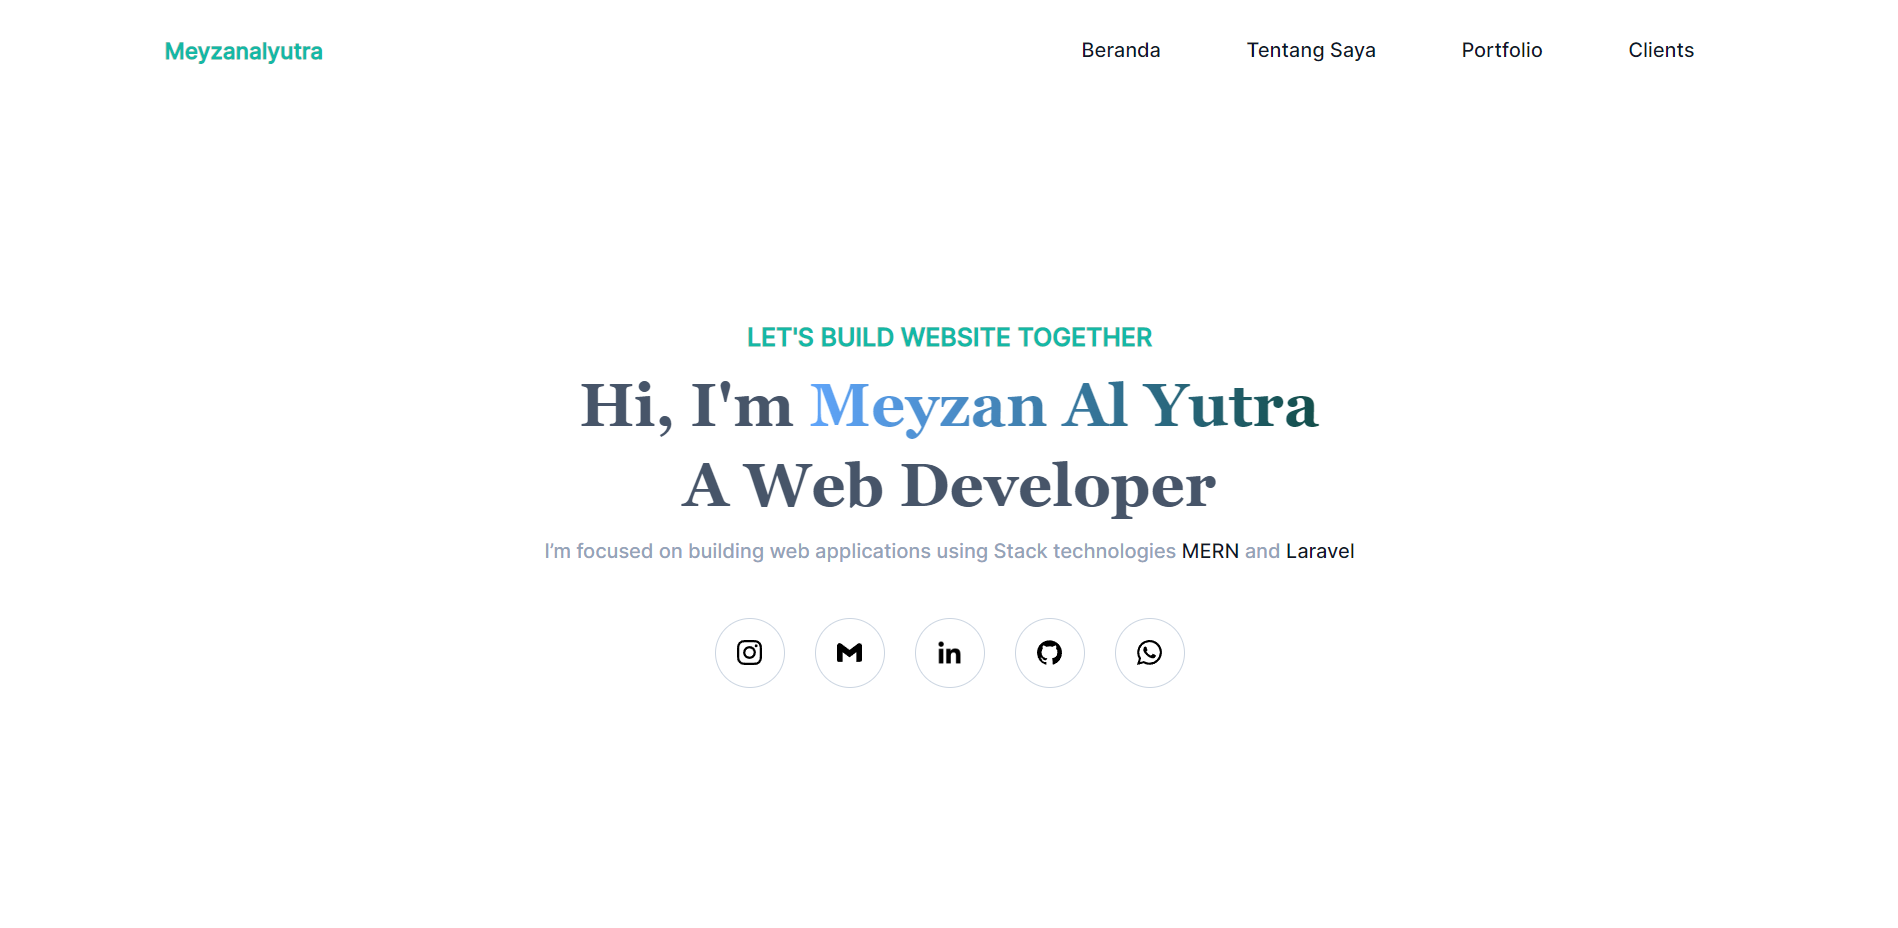 Meyzanalyutra
Beranda
Tentang Saya
Portfolio
Clients
LET'S BUILD WEBSITE TOGETHER
Hi, I'm Meyzan Al Yutra
A Web Developer
I’m focused on building web applications using Stack technologies MERN and Laravel